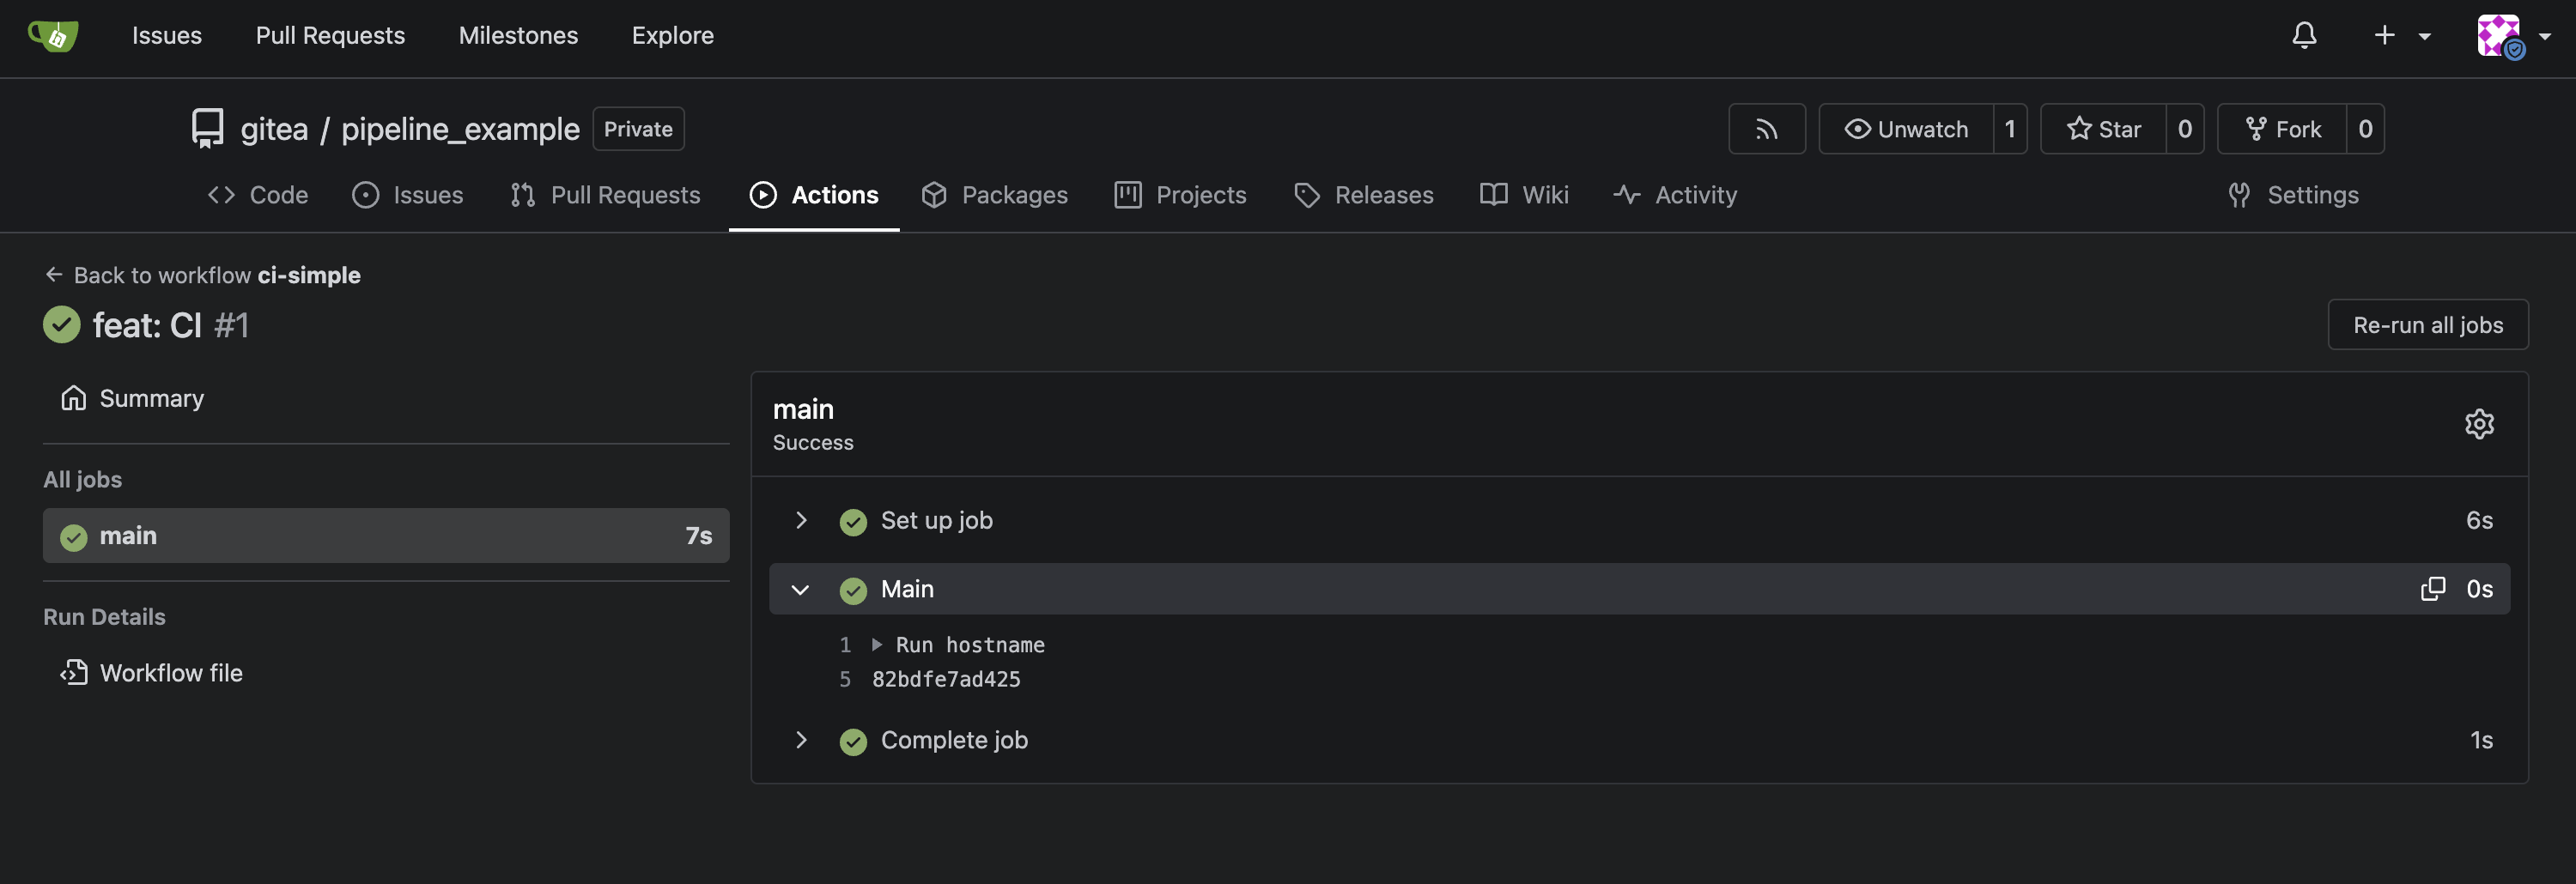 Issues Pull Requests Milestones Explore
gitea / pipeline_example Private Unwatch 1 Star 0 Fork 0
Code Issues Pull Requests Actions Packages Projects Releases Wiki Activity Settings
Back to workflow ci-simple
feat: CI #1 Re-run all jobs
Summary
All jobs
main 7s
Run Details
Workflow file
main
Success
Set up job 6s
Main 0s
1 Run hostname
5 82bdfe7ad425
Complete job 1s